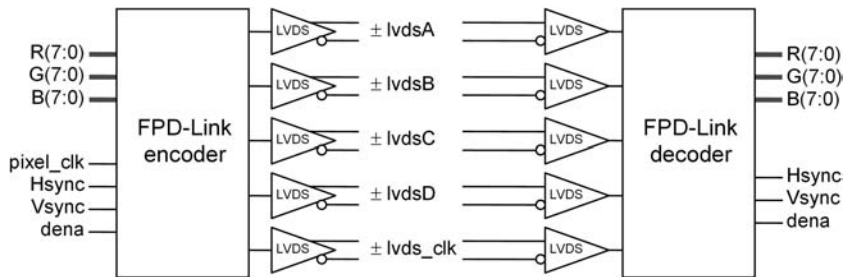 LVDS ± lvdsA LVDS
R(7:0) R(7:0)
G(7:0) LVDS ± lvdsB LVDS G(7:0)
B(7:0) B(7:0)
FPD-Link FPD-Link
encoder LVDS ± lvdsC LVDS decoder
pixel_clk
Hsync Hsync
LVDS ± lvdsD LVDS
Vsync Vsync
dena dena
LVDS ± lvds_clk LVDS